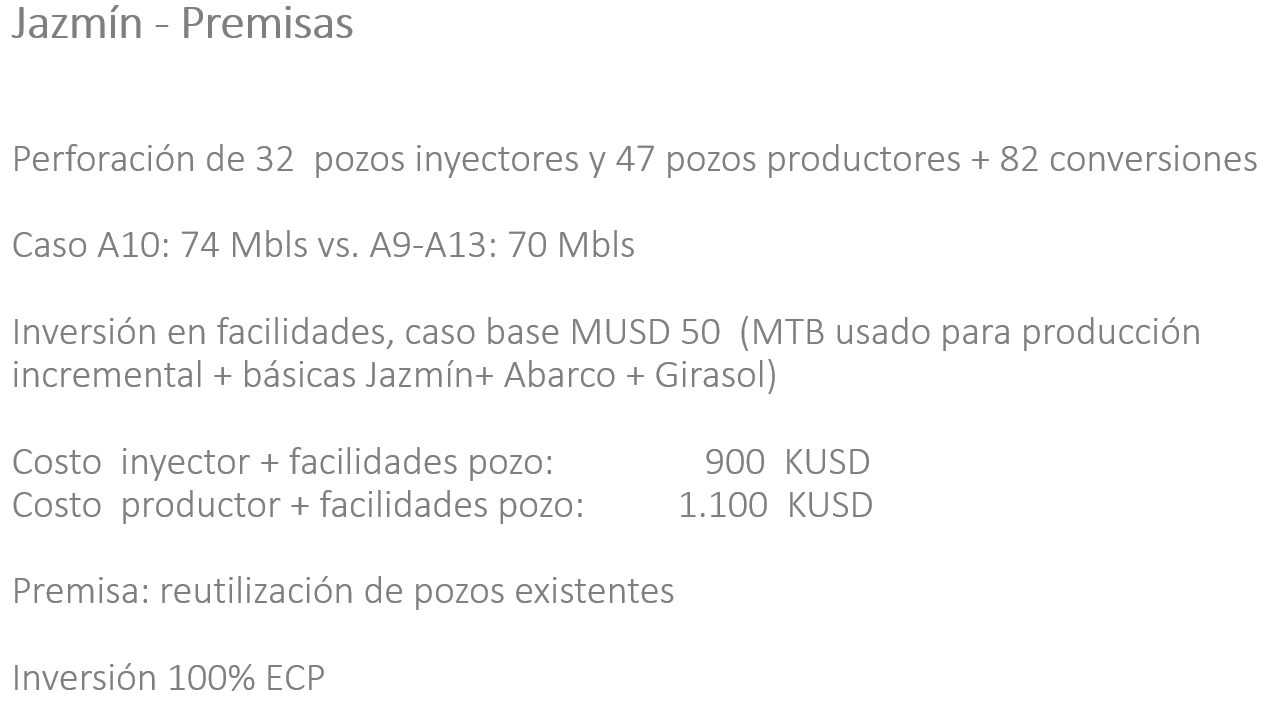 Jazmín - Premisas
Perforación de 32 pozos inyectores y 47 pozos productores + 82 conversiones
Caso A10: 74 Mbls vs. A9-A13: 70 Mbls
Inversión en facilidades, caso base MUSD 50 (MTB usado para producción
incremental + básicas Jazmín+ Abarco + Girasol)
Costo inyector + facilidades pozo: 900 KUSD
Costo productor + facilidades pozo: 1.100 KUSD
Premisa: reutilización de pozos existentes
Inversión 100% ECP